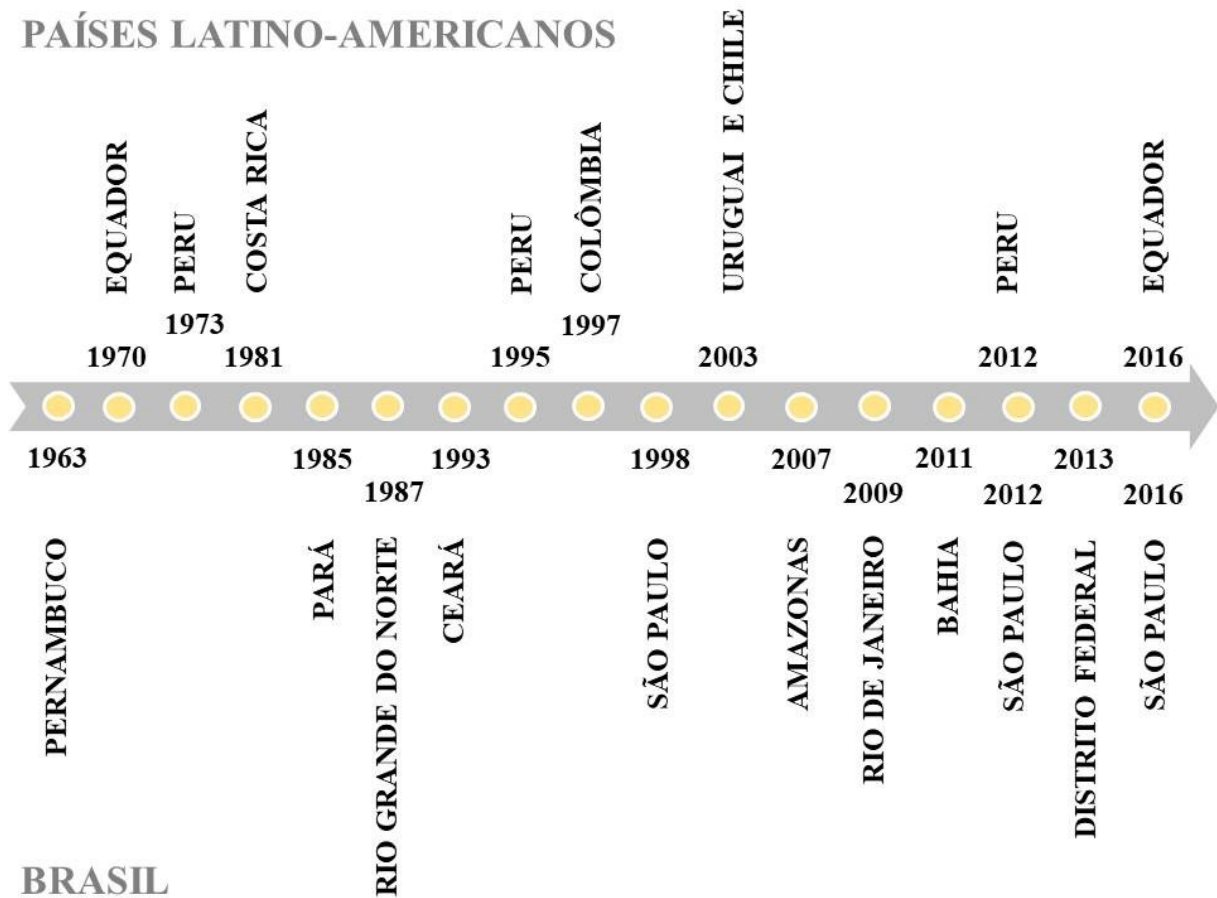 PAÍSES LATINO-AMERICANOS
EQUADOR
PERU
COSTA RICA
PERU
COLÔMBIA
URUGUAI E CHILE
PERU
EQUADOR
1970
1973
1981
1995
1997
2003
2012
2016
1963
1985
1987
1993
1998
2007
2009
2011
2012
2013
2016
PERNAMBUCO
PARÁ
RIO GRANDE DO NORTE
CEARÁ
SÃO PAULO
AMAZONAS
RIO DE JANEIRO
BAHIA
SÃO PAULO
DISTRITO FEDERAL
SÃO PAULO
BRASIL